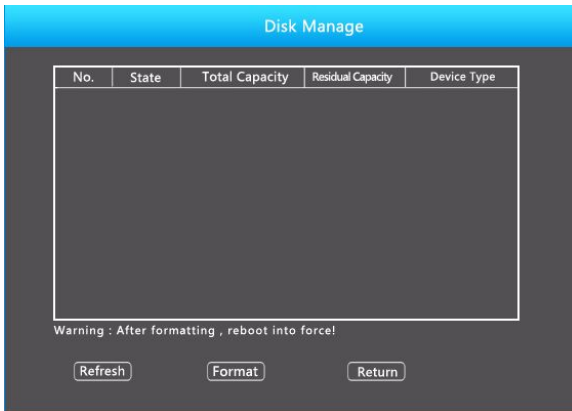 Disk Manage
No. State Total Capacity Residual Capacity Device Type
Warning : After formatting , reboot into force!
Refresh Format Return